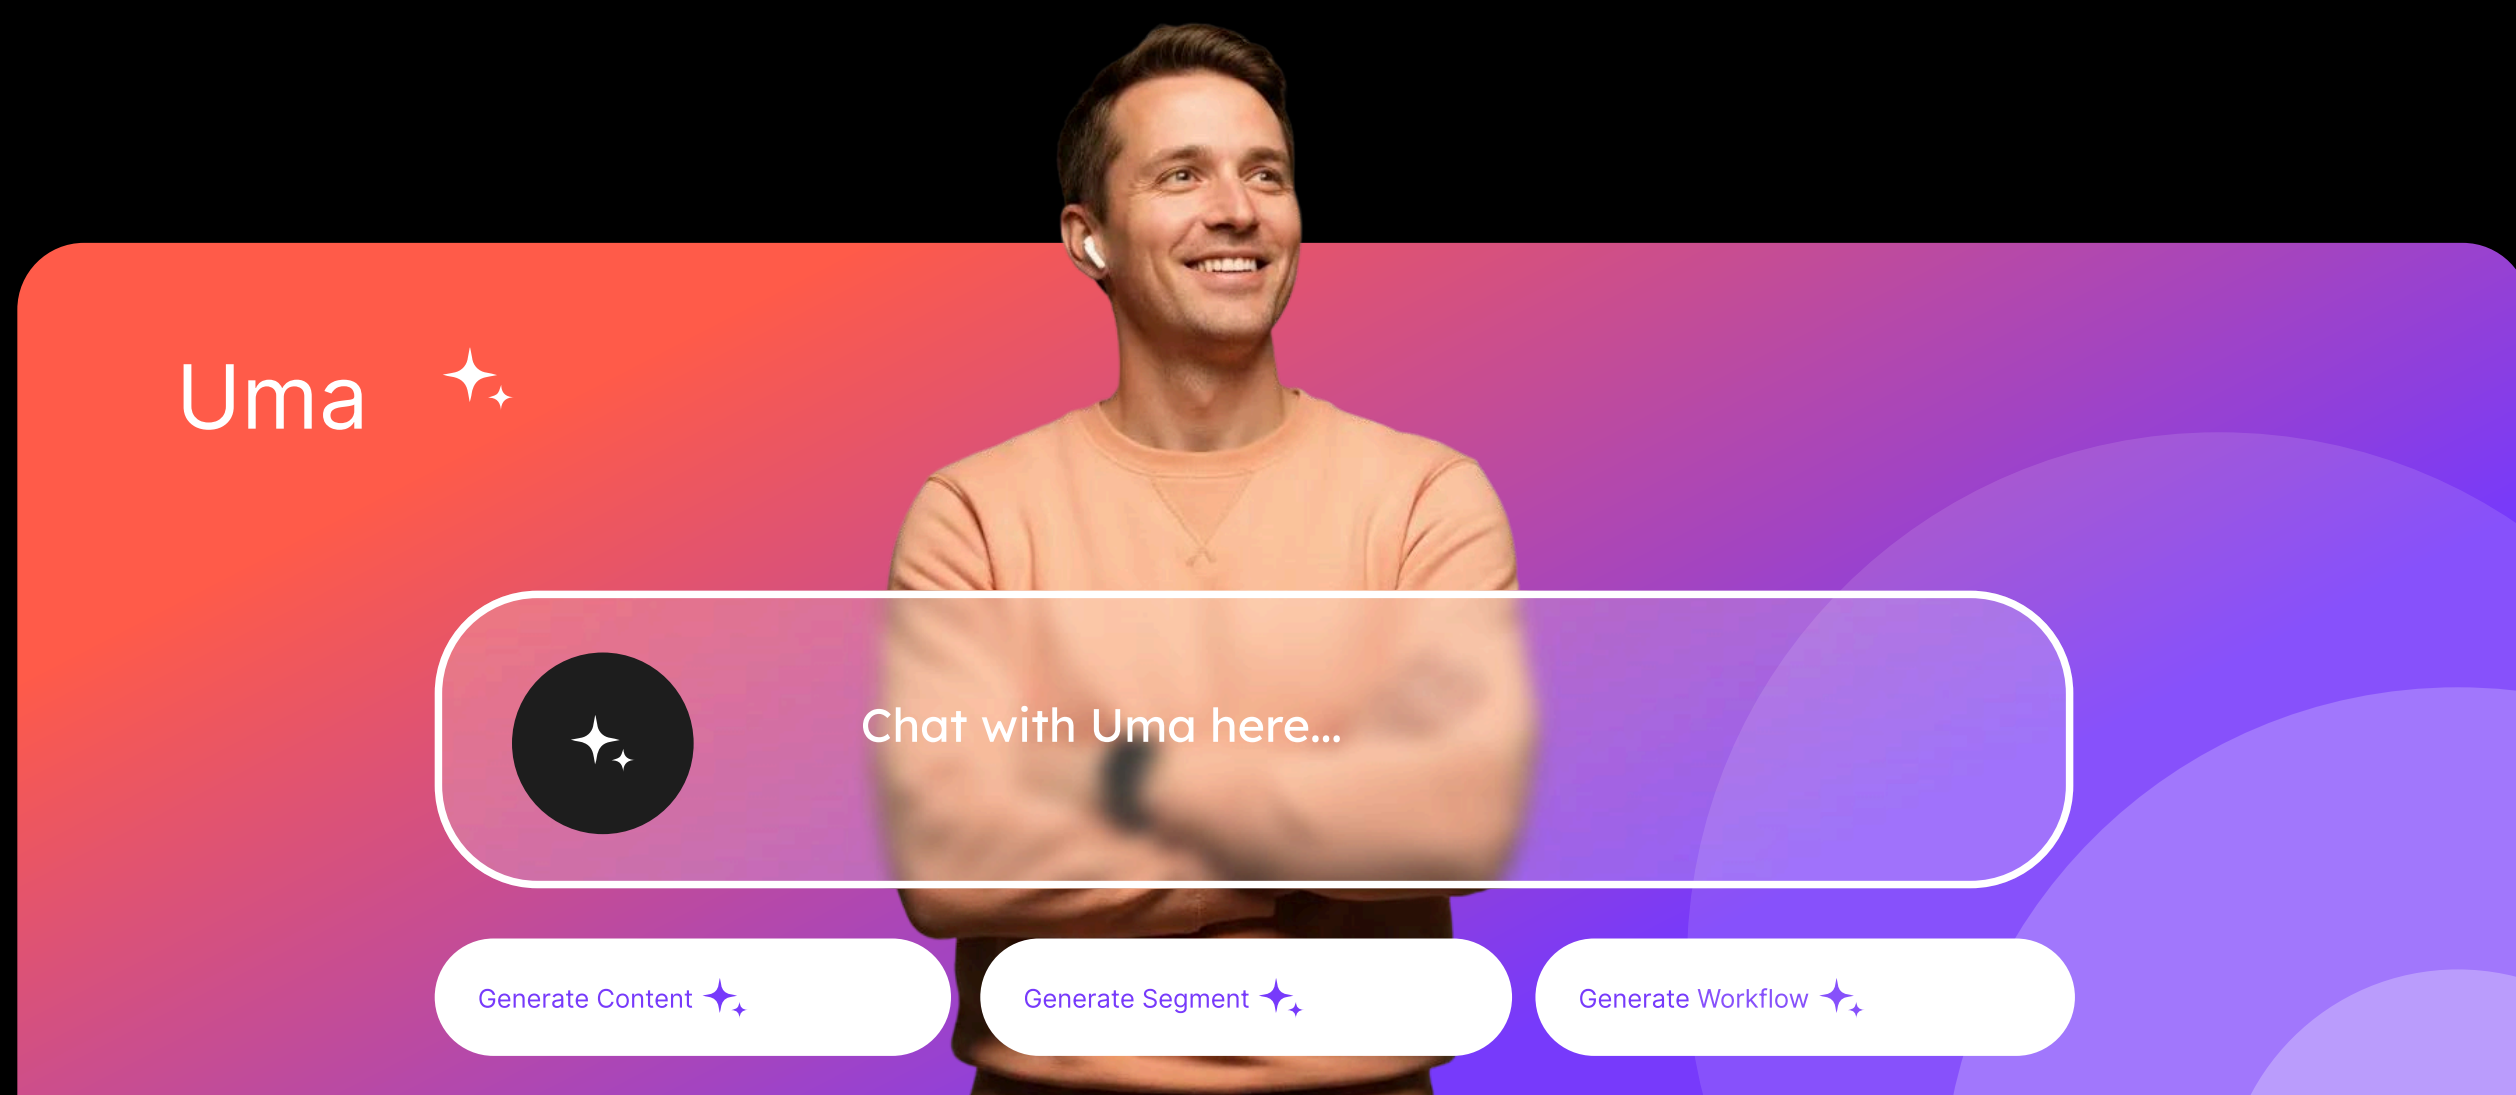 Uma
Chat with Uma here...
Generate Content
Generate Segment
Generate Workflow